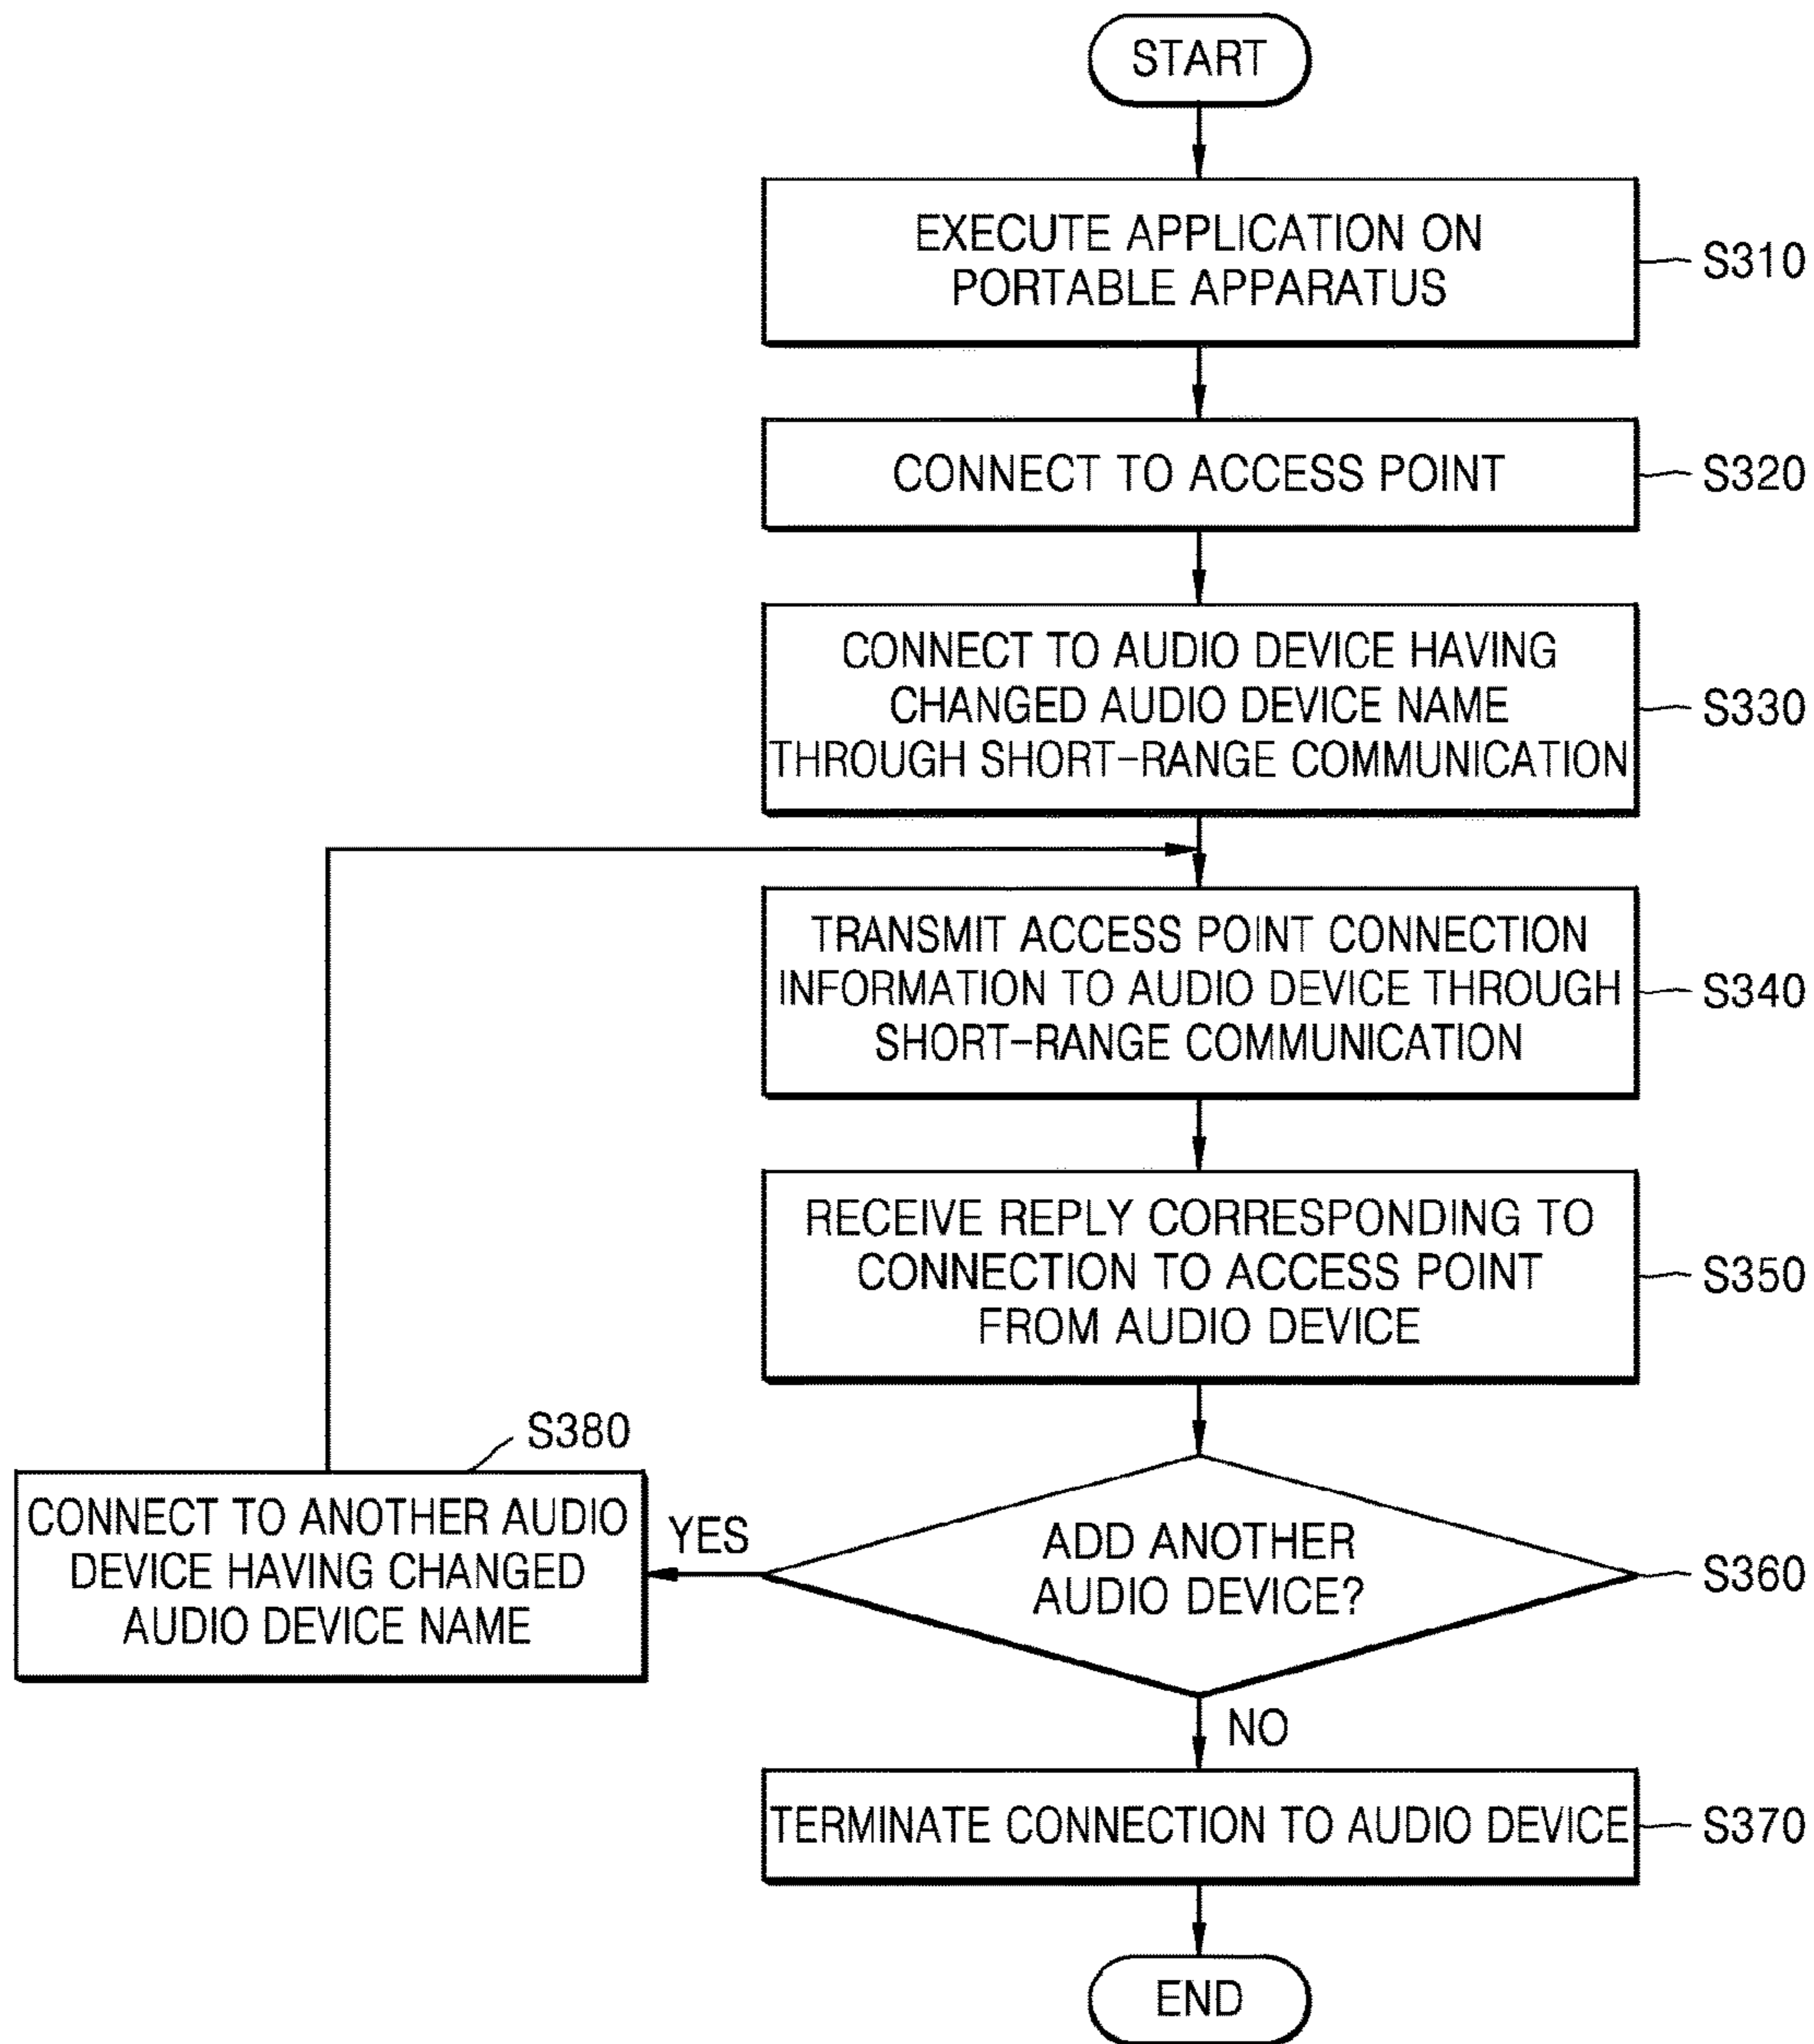 START
EXECUTE APPLICATION ON
PORTABLE APPARATUS
S310
CONNECT TO ACCESS POINT
S320
CONNECT TO AUDIO DEVICE HAVING
CHANGED AUDIO DEVICE NAME
THROUGH SHORT-RANGE COMMUNICATION
S330
TRANSMIT ACCESS POINT CONNECTION
INFORMATION TO AUDIO DEVICE THROUGH
SHORT-RANGE COMMUNICATION
S340
RECEIVE REPLY CORRESPONDING TO
CONNECTION TO ACCESS POINT
FROM AUDIO DEVICE
S350
ADD ANOTHER
AUDIO DEVICE?
S360
YES
S380
CONNECT TO ANOTHER AUDIO
DEVICE HAVING CHANGED
AUDIO DEVICE NAME
NO
TERMINATE CONNECTION TO AUDIO DEVICE
S370
END